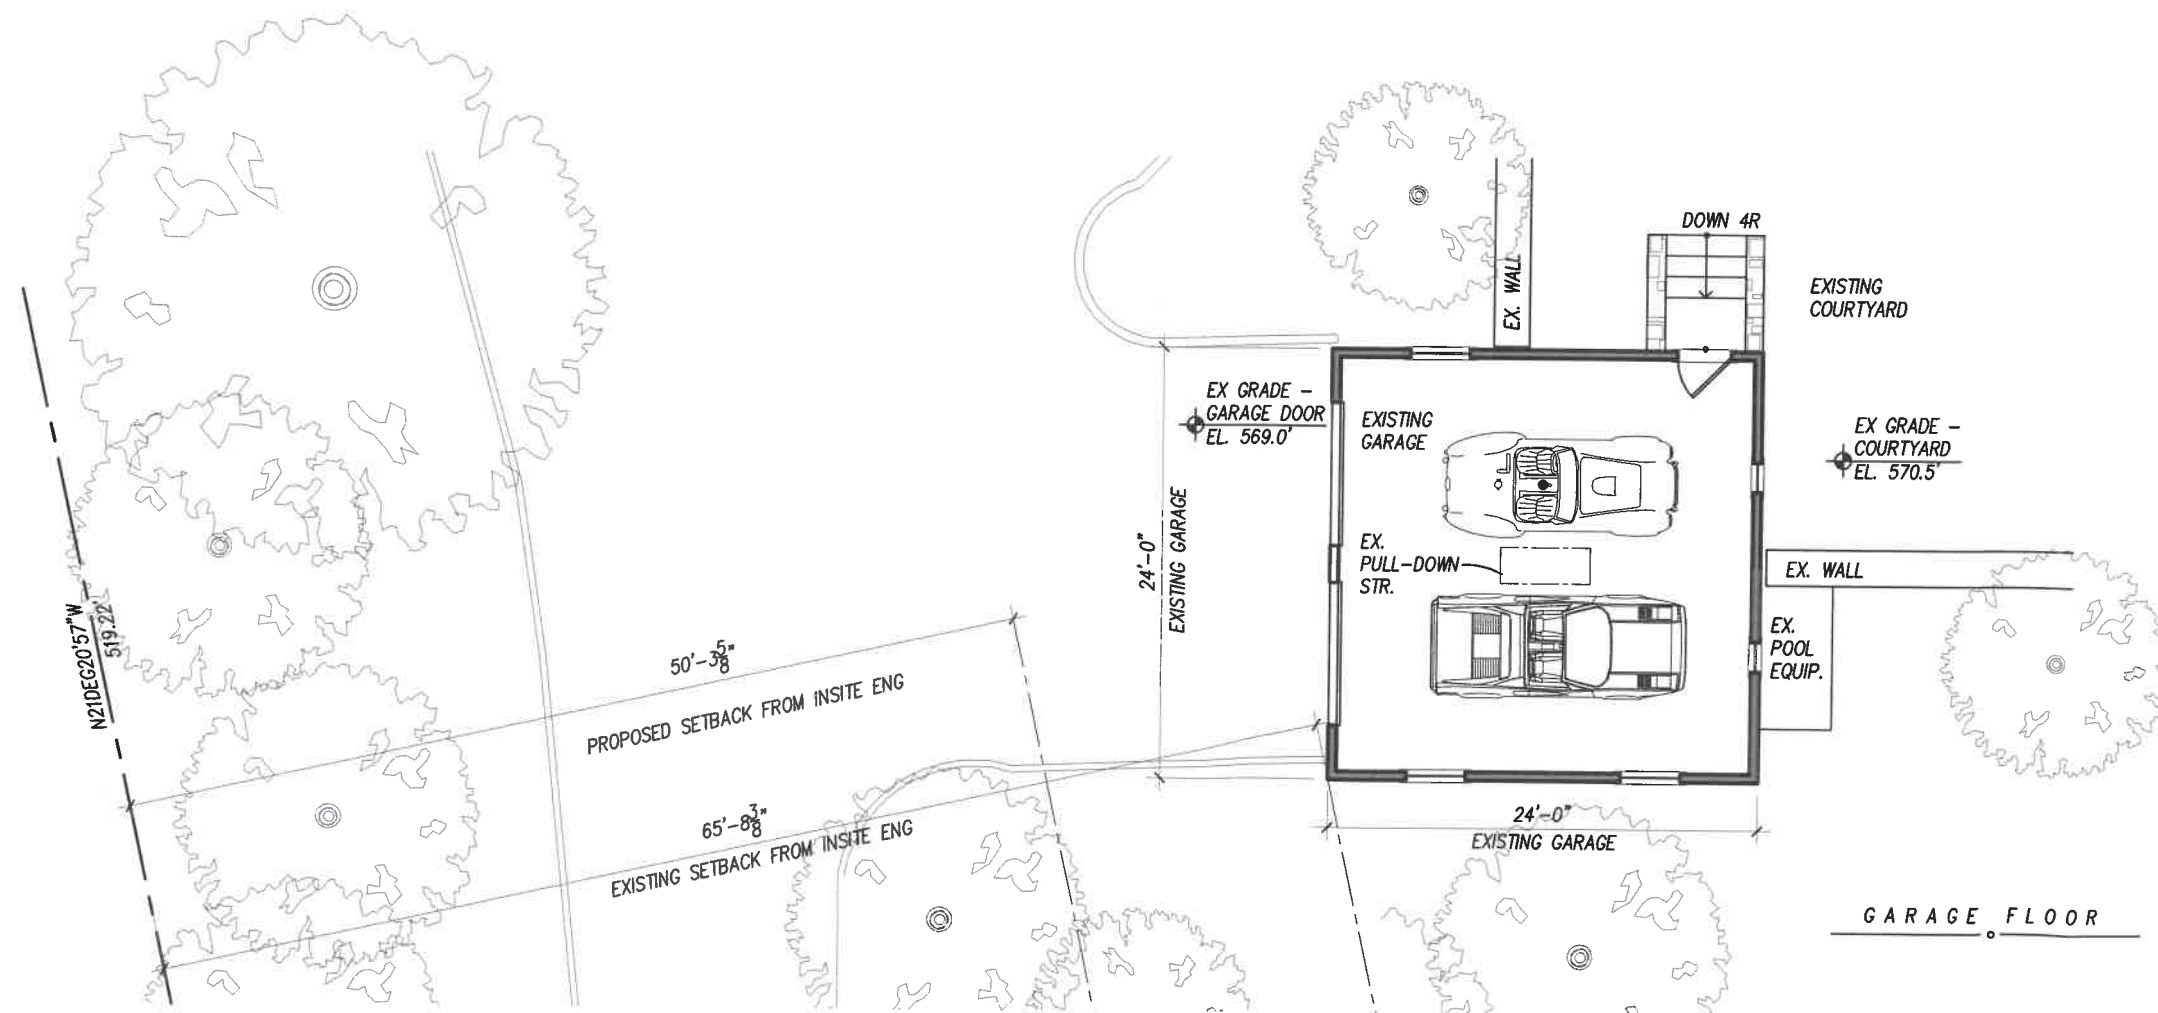 DOWN 4R
EX. WALL
EXISTING
COURTYARD
EX GRADE -
GARAGE DOOR
EL. 569.0'
EXISTING
GARAGE
EX GRADE -
COURTYARD
EL. 570.5'
24'-0"
EXISTING GARAGE
EX.
PULL-DOWN
STR.
EX. WALL
EX.
POOL
EQUIP.
N21DEG20'57"W
519.22'
50'-3 5/8"
PROPOSED SETBACK FROM INSITE ENG
65'-8 3/8"
EXISTING SETBACK FROM INSITE ENG
24'-0"
EXISTING GARAGE
GARAGE FLOOR